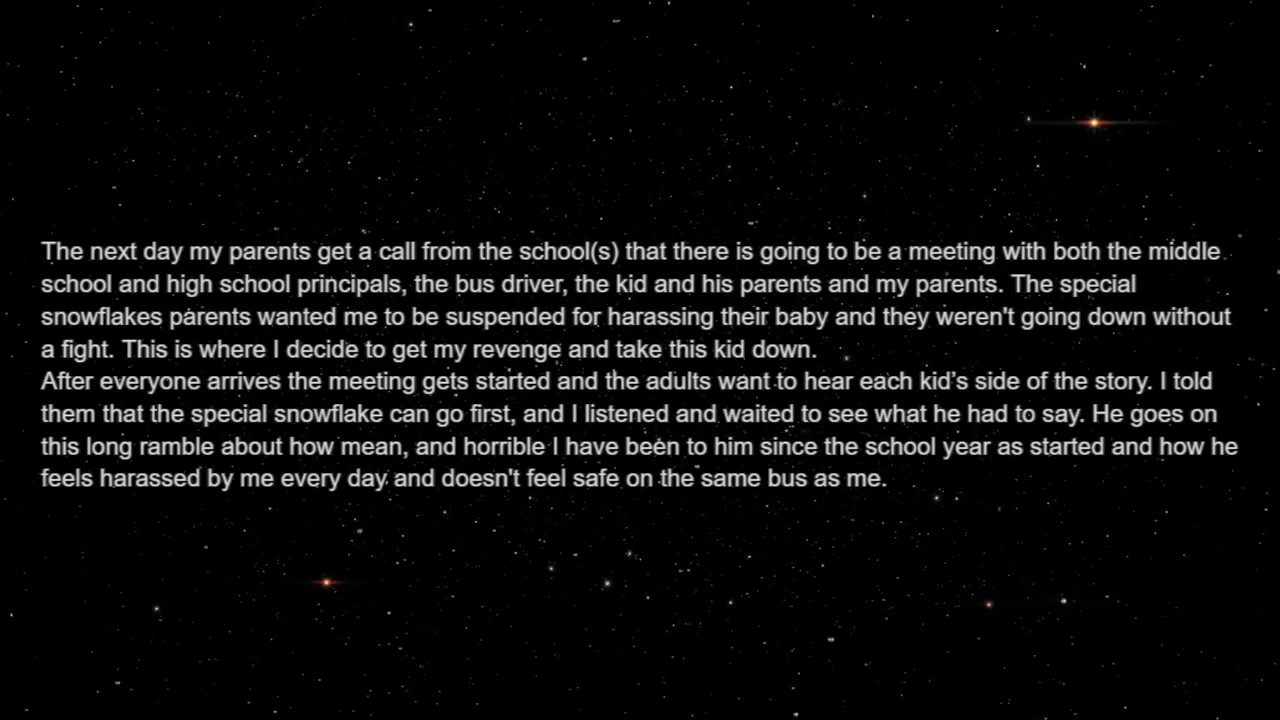 The next day my parents get a call from the school(s) that there is going to be a meeting with both the middle
school and high school principals, the bus driver, the kid and his parents and my parents. The special
snowflakes parents wanted me to be suspended for harassing their baby and they weren't going down without
a fight. This is where I decide to get my revenge and take this kid down.
After everyone arrives the meeting gets started and the adults want to hear each kid’s side of the story. I told
them that the special snowflake can go first, and I listened and waited to see what he had to say. He goes on
this long ramble about how mean, and horrible I have been to him since the school year as started and how he
feels harassed by me every day and doesn't feel safe on the same bus as me.